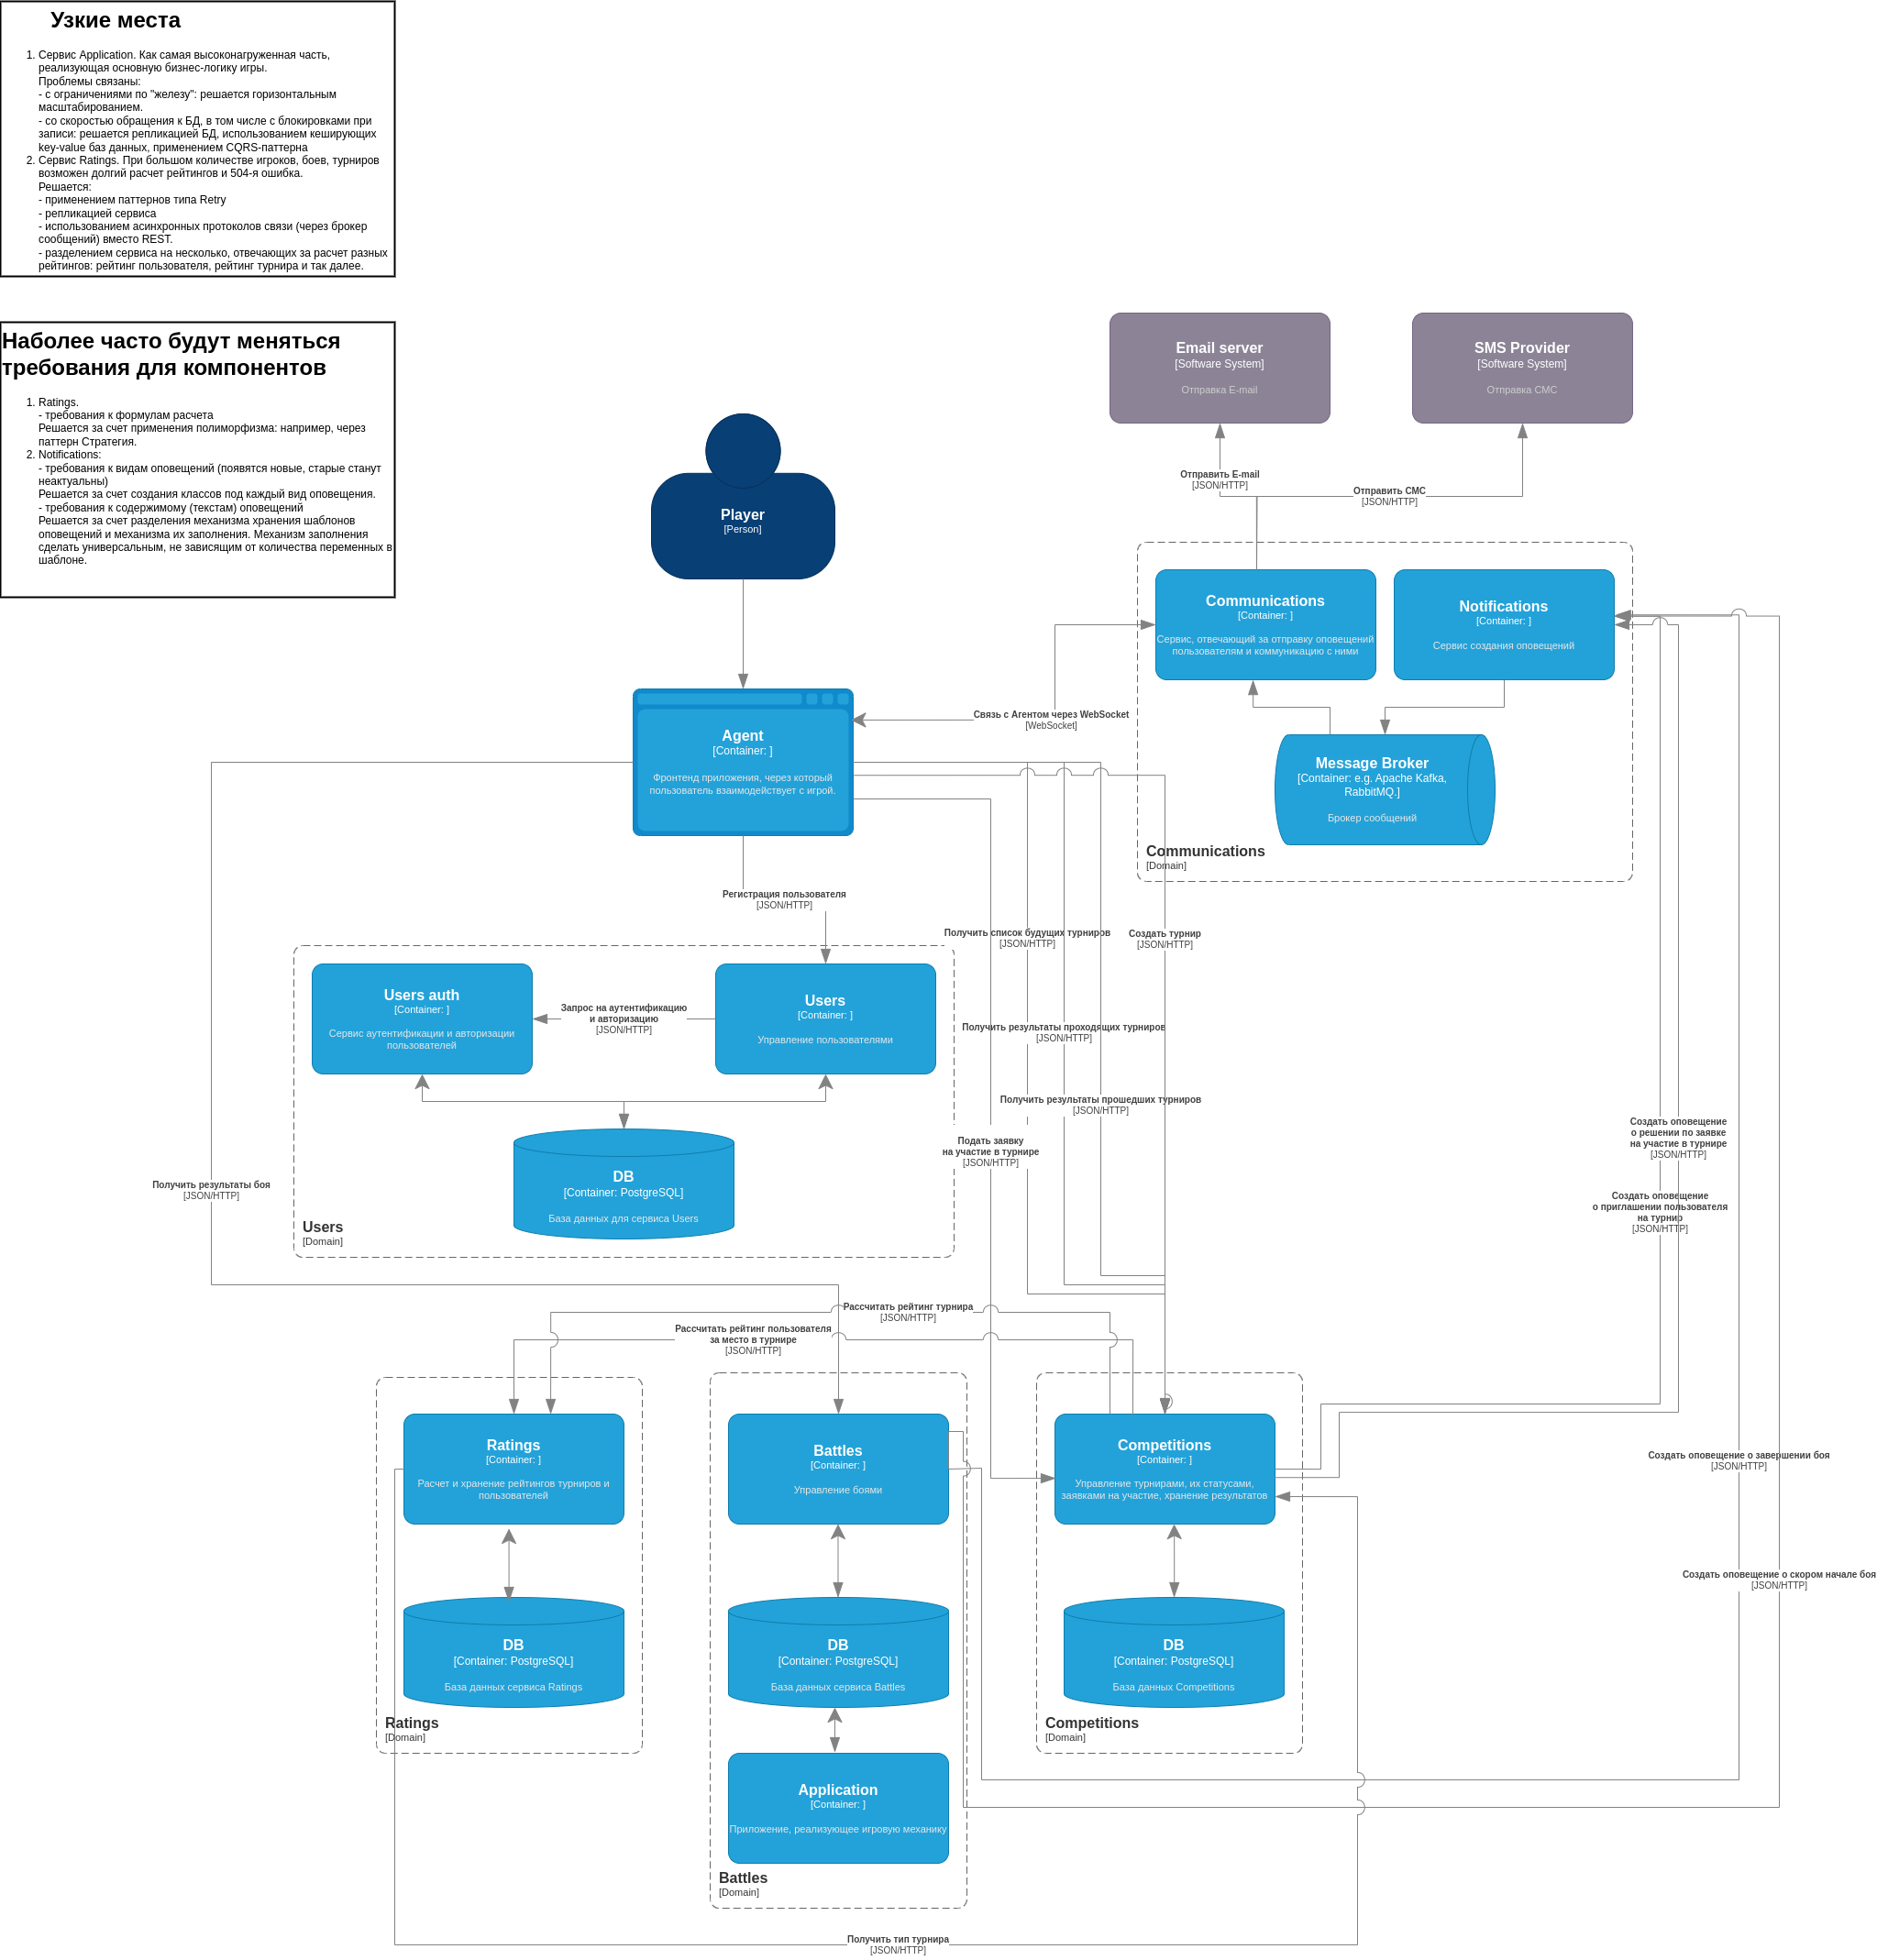 Узкие места
1. Сервис Application. Как самая высоконагруженная часть,
реализующая основную бизнес-логику игры.
Проблемы связаны:
- с ограничениями по "железу": решается горизонтальным
масштабированием.
- со скоростью обращения к БД, в том числе с блокировками при
записи: решается репликацией БД, использованием кеширующих
key-value баз данных, применением CQRS-паттерна
2. Сервис Ratings. При большом количестве игроков, боев, турниров
возможен долгий расчет рейтингов и 504-я ошибка.
Решается:
- применением паттернов типа Retry
- репликацией сервиса
- использованием асинхронных протоколов связи (через брокер
сообщений) вместо REST.
- разделением сервиса на несколько, отвечающих за расчет разных
рейтингов: рейтинг пользователя, рейтинг турнира и так далее.
Наболее часто будут меняться
требования для компонентов
1. Ratings.
- требования к формулам расчета
Решается за счет применения полиморфизма: например, через
паттерн Стратегия.
2. Notifications:
- требования к видам оповещений (появятся новые, старые станут
неактуальны)
Решается за счет создания классов под каждый вид оповещения.
- требования к содержимому (текстам) оповещений
Решается за счет разделения механизма хранения шаблонов
оповещений и механизма их заполнения. Механизм заполнения
сделать универсальным, не зависящим от количества переменных в
шаблоне.
Email server
[Software System]
Отправка E-mail
SMS Provider
[Software System]
Отправка СМС
Отправить E-mail
[JSON/HTTP]
Отправить СМС
[JSON/HTTP]
Player
[Person]
Communications
[Container: ]
Сервис, отвечающий за отправку оповещений
пользователям и коммуникацию с ними
Notifications
[Container: ]
Сервис создания оповещений
Связь с Агентом через WebSocket
[WebSocket]
Agent
[Container: ]
Фронтенд приложения, через который
пользователь взаимодействует с игрой.
Message Broker
[Container: e.g. Apache Kafka,
RabbitMQ.]
Брокер сообщений
Communications
[Domain]
Регистрация пользователя
[JSON/HTTP]
Получить список будущих турниров
[JSON/HTTP]
Создать турнир
[JSON/HTTP]
Users auth
[Container: ]
Сервис аутентификации и авторизации
пользователей
Запрос на аутентификацию
и авторизацию
[JSON/HTTP]
Users
[Container: ]
Управление пользователями
Получить результаты проходящих турниров
[JSON/HTTP]
Получить результаты прошедших турниров
[JSON/HTTP]
Подать заявку
на участие в турнире
[JSON/HTTP]
Создать оповещение
о решении по заявке
на участие в турнире
[JSON/HTTP]
DB
[Container: PostgreSQL]
База данных для сервиса Users
Получить результаты боя
[JSON/HTTP]
Создать оповещение
о приглашении пользователя
на турнир
[JSON/HTTP]
Users
[Domain]
Рассчитать рейтинг турнира
[JSON/HTTP]
Рассчитать рейтинг пользователя
за место в турнире
[JSON/HTTP]
Ratings
[Container: ]
Расчет и хранение рейтингов турниров и
пользователей
Battles
[Container: ]
Управление боями
Competitions
[Container: ]
Управление турнирами, их статусами,
заявками на участие, хранение результатов
Создать оповещение о завершении боя
[JSON/HTTP]
Создать оповещение о скором начале боя
[JSON/HTTP]
DB
[Container: PostgreSQL]
База данных сервиса Ratings
DB
[Container: PostgreSQL]
База данных сервиса Battles
DB
[Container: PostgreSQL]
База данных Competitions
Ratings
[Domain]
Competitions
[Domain]
Application
[Container: ]
Приложение, реализующее игровую механику
Battles
[Domain]
Получить тип турнира
[JSON/HTTP]